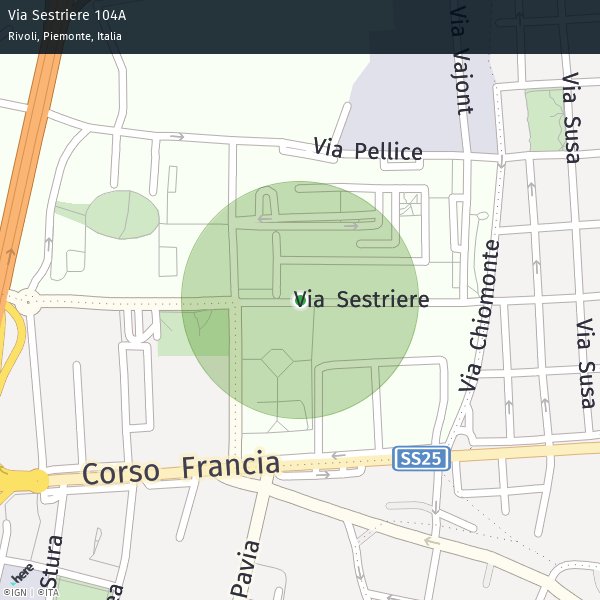 Via Sestriere 104A
Rivoli, Piemonte, Italia
Via Vajont
Via Susa
Via Pellice
Via Chiomonte
Via Sestriere
Via Susa
Corso Francia
SS25
Stura
Pavia
ea
here
©IGN | ©ITA